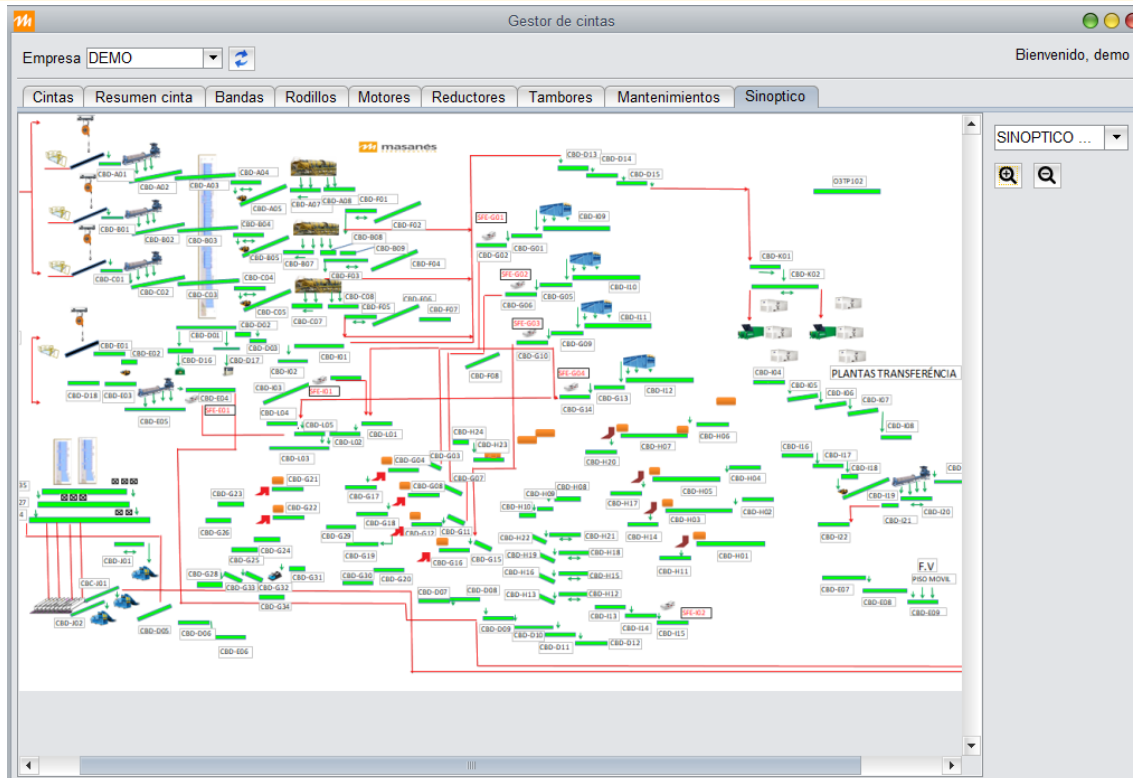 Gestor de cintas
Empresa DEMO
Bienvenido, demo
Cintas Resumen cinta Bandas Rodillos Motores Reductores Tambores Mantenimientos Sinoptico
SINOPTICO ...
masanés
CBD-D13
CBD-D14
CBD-D15
O3TP102
CBD-A01
CBD-A02
CBD-A03
CBD-A04
CBD-A05
CBD-A07
CBD-A08
CBD-F01
CBD-F02
SFE-G01
CBD-I09
CBD-G01
CBD-G02
CBD-B01
CBD-B02
CBD-B03
CBD-B04
CBD-B05
CBD-B07
CBD-B08
CBD-B09
CBD-F03
CBD-F04
CBD-K01
CBD-K02
SFE-G02
CBD-I10
CBD-G05
CBD-G06
CBD-C01
CBD-C02
CBD-C03
CBD-C04
CBD-C05
CBD-C07
CBD-C08
CBD-F05
CBD-F06
CBD-F07
SFE-G03
CBD-I11
CBD-G09
CBD-G10
CBD-D01
CBD-D02
CBD-D03
CBD-E01
CBD-E02
CBD-D16
CBD-D17
CBD-I01
CBD-I02
CBD-F08
SFE-G04
CBD-I12
CBD-G13
CBD-G14
CBD-I04
PLANTAS TRANSFERÉNCIA
CBD-I05
CBD-I06
CBD-I07
CBD-I08
CBD-D18
CBD-E03
CBD-E04
SFE-E01
CBD-E05
CBD-I03
SFE-I01
CBD-L04
CBD-L05
CBD-L01
CBD-L02
CBD-L03
CBD-H24
CBD-H23
CBD-G03
CBD-G04
CBD-G07
CBD-G08
CBD-H06
CBD-H07
CBD-H20
CBD-I16
CBD-I17
CBD-I18
CBD-I19
CBD-I20
CBD-I21
CBD-I22
CBD-G21
CBD-G22
CBD-G23
CBD-G26
CBD-G17
CBD-G18
CBD-G12
CBD-G11
CBD-G29
CBD-G19
CBD-G16
CBD-G15
CBD-H08
CBD-H09
CBD-H10
CBD-H17
CBD-H05
CBD-H04
CBD-H03
CBD-H02
CBD-H14
CBD-H01
CBD-H11
CBD-H22
CBD-H21
CBD-H19
CBD-H18
CBD-H16
CBD-H15
CBD-H13
CBD-H12
CBD-G24
CBD-G25
CBD-G28
CBD-G33
CBD-G32
CBD-G31
CBD-G34
CBD-G30
CBD-G20
CBD-J01
CBC-J01
CBD-J02
CBD-D05
CBD-D06
CBD-E06
CBD-D07
CBD-D08
CBD-D09
CBD-D10
CBD-D11
CBD-D12
CBD-I13
CBD-I14
CBD-I15
SFE-I02
F.V
PISO MOVIL
CBD-E07
CBD-E08
CBD-E09